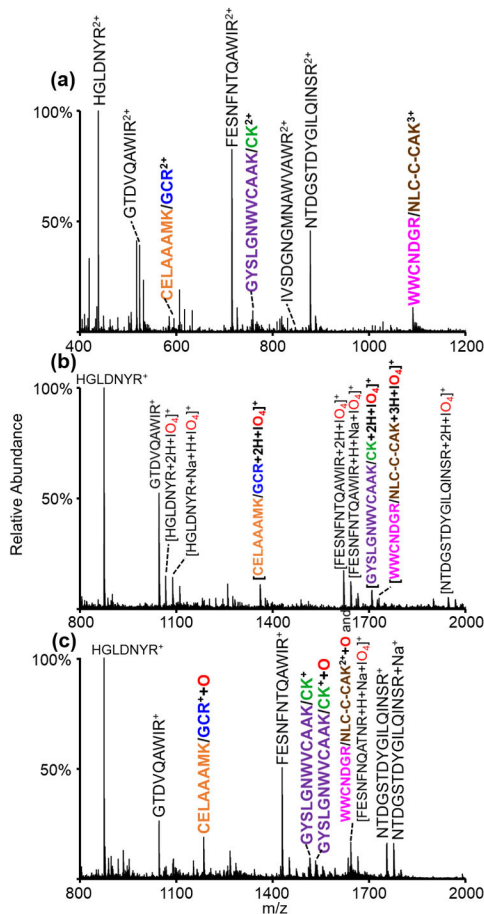 (a)
HGLDNYR2+
GTDVQAWIR2+
CELAAAMK/GCR2+
FESNFNTQAWIR2+
GYSLGNWVCAAK/CK2+
IVSDGNGMNAWVAWR2+
NTDGSTDYGILQINSR2+
WWCNDGR/NLC-C-CAK3+
100%
50%
400 600 800 1000 1200
(b)
HGLDNYR+
GTDVQAWIR+
[HGLDNYR+2H+IO4]+
[HGLDNYR+Na+H+IO4]+
[CELAAAMK/GCR+2H+IO4]+
[FESNFNTQAWIR+2H+IO4]+
and
[FESNFNTQAWIR+H+Na+IO4]+
[GYSLGNWVCAAK/CK+2H+IO4]+
[WWCNDGR/NLC-C-CAK+3H+IO4]+
[NTDGSTDYGILQINSR+2H+IO4]+
100%
50%
Relative Abundance
800 1100 1400 1700 2000
(c)
HGLDNYR+
GTDVQAWIR+
CELAAAMK/GCR++O
FESNFNTQAWIR+
GYSLGNWVCAAK/CK+
GYSLGNWVCAAK/CK++O
WWCNDGR/NLC-C-CAK2++O
[FESNFNQATNR+H+Na+IO4]+
NTDGSTDYGILQINSR+
NTDGSTDYGILQINSR+Na+
100%
50%
800 1100 1400 1700 2000
m/z